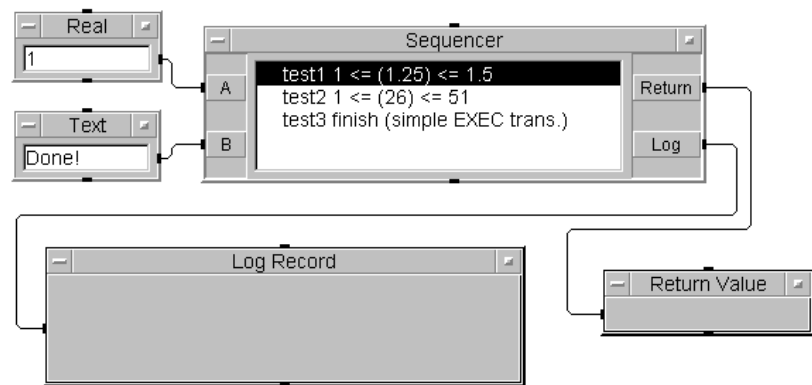 Real
1
Text
Done!
Sequencer
A
B
test1 1 <= (1.25) <= 1.5
test2 1 <= (26) <= 51
test3 finish (simple EXEC trans.)
Return
Log
Log Record
Return Value